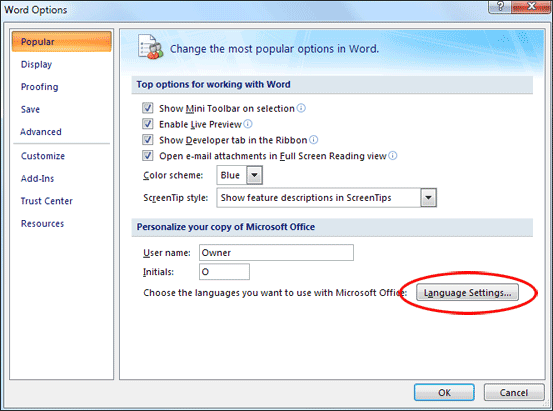 Word Options
Popular
Display
Proofing
Save
Advanced
Customize
Add-Ins
Trust Center
Resources
Change the most popular options in Word.
Top options for working with Word
Show Mini Toolbar on selection
Enable Live Preview
Show Developer tab in the Ribbon
Open e-mail attachments in Full Screen Reading view
Color scheme: Blue
ScreenTip style: Show feature descriptions in ScreenTips
Personalize your copy of Microsoft Office
User name: Owner
Initials: O
Choose the languages you want to use with Microsoft Office: Language Settings...
OK Cancel